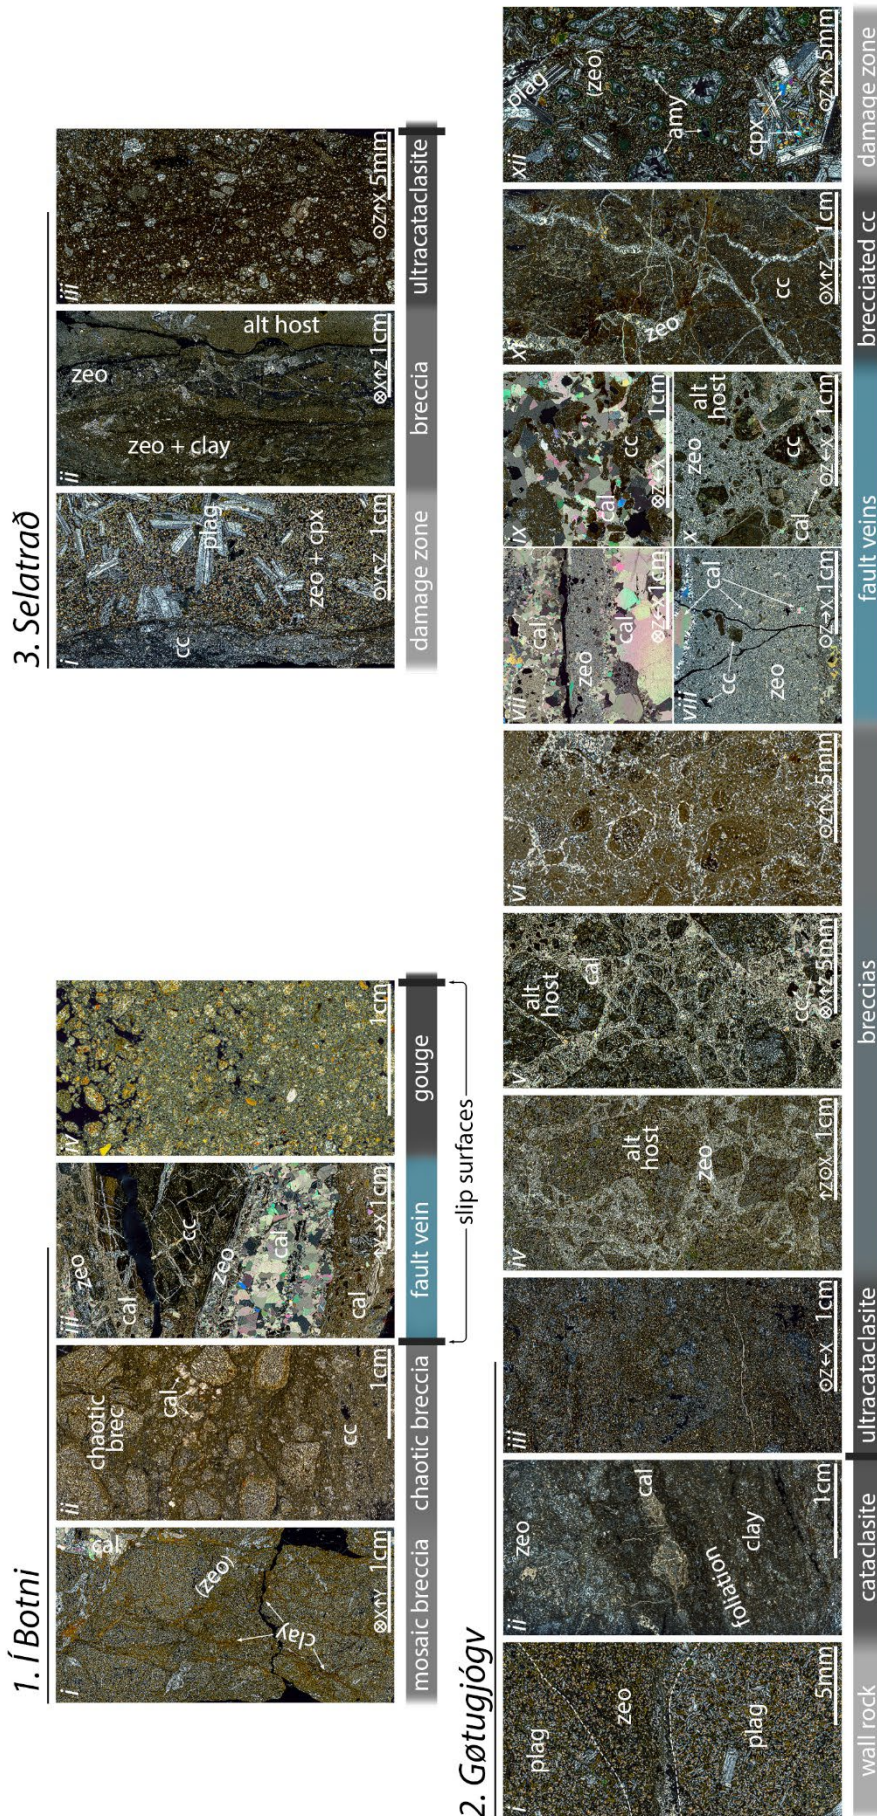 1. Í Botni
i
cal
(zeo)
clay
⊗X↑Y 1cm
mosaic breccia
ii
chaotic
brec
cal
cc
1cm
chaotic breccia
iii
zeo
cal
cc
zeo
cal
cal
1cm
fault vein
iv
1cm
gouge
slip surfaces
3. Selatrað
i
cc
plag
zeo + cpx
⊙Y↖Z 1cm
damage zone
ii
zeo
alt host
zeo + clay
⊗X↑Z 1cm
breccia
iii
⊙Z↑X 5mm
ultracataclasite
2. Gøtugjógv
i
plag
zeo
plag
5mm
wall rock
ii
zeo
cal
foliation
clay
1cm
cataclasite
iii
⊙Z←X 1cm
ultracataclasite
iv
alt
host
zeo
↑Z⊙X 1cm
v
alt
host
cal
cc
⊗X↑Z 5mm
vi
⊙Z↑X 5mm
breccias
viii
cal
zeo
cal
⊗Z←X 1cm
viii
cal
cc
zeo
⊙Z→X 1cm
ix
cc
cal
⊗Z←X 1cm
x
zeo
alt
host
cc
cal
⊙Z←X 1cm
fault veins
xi
zeo
cc
⊙X↑Z 1cm
brecciated cc
xii
plag
(zeo)
amy
cpx
⊙Z↑X 5mm
damage zone